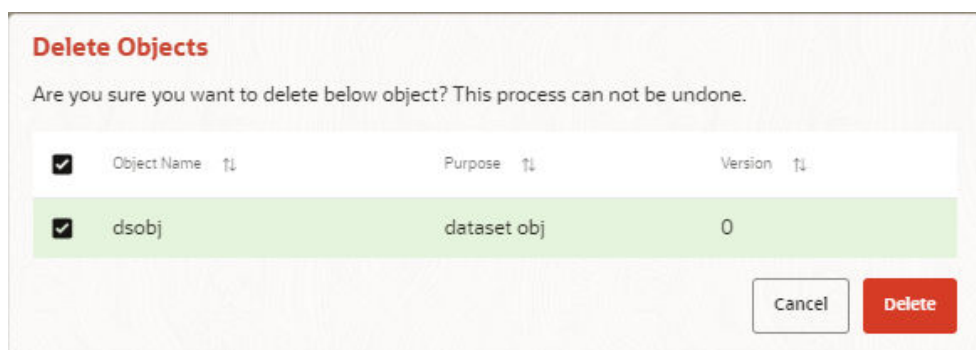 Delete Objects
Are you sure you want to delete below object? This process can not be undone.
Object Name Purpose Version
dsobj dataset obj 0
Cancel Delete